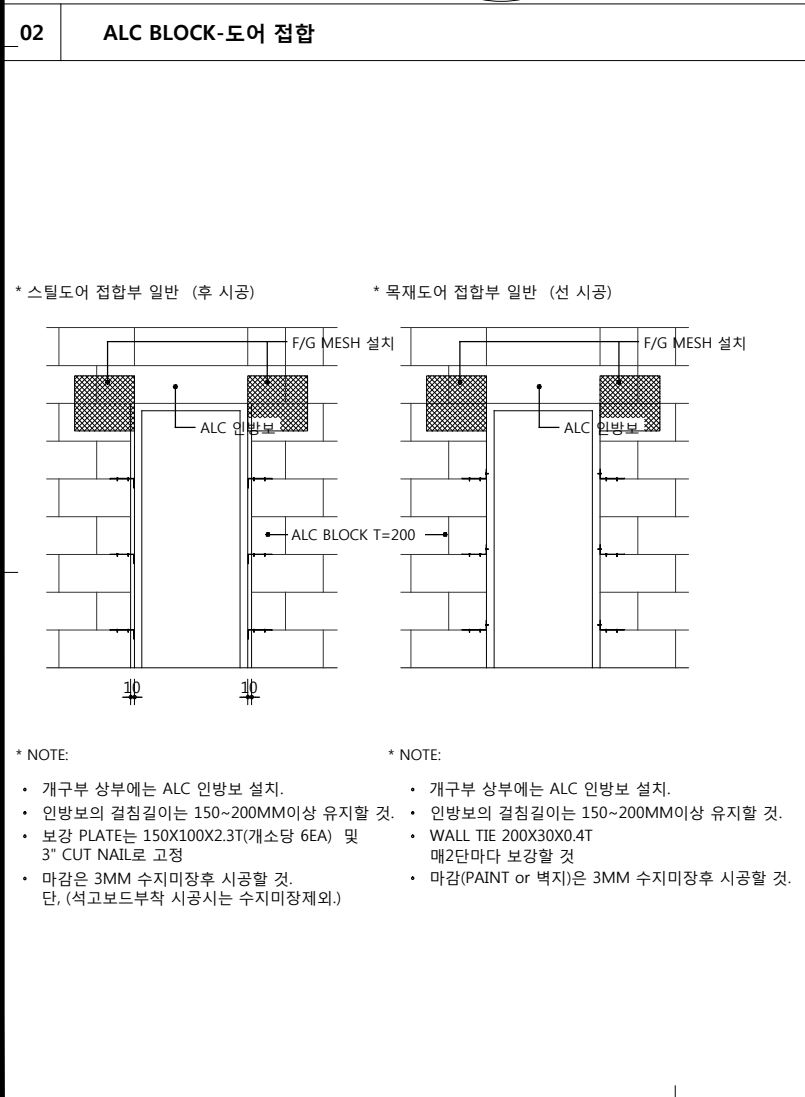 02
ALC BLOCK-도어 접합
* 스틸도어 접합부 일반 (후 시공)
F/G MESH 설치
ALC 인방보
ALC BLOCK T=200
10
10
* 목재도어 접합부 일반 (선 시공)
F/G MESH 설치
ALC 인방보
* NOTE:
• 개구부 상부에는 ALC 인방보 설치.
• 인방보의 걸침길이는 150~200MM이상 유지할 것.
• 보강 PLATE는 150X100X2.3T(개소당 6EA) 및
3" CUT NAIL로 고정
• 마감은 3MM 수지미장후 시공할 것.
단, (석고보드부착 시공시는 수지미장제외.)
* NOTE:
• 개구부 상부에는 ALC 인방보 설치.
• 인방보의 걸침길이는 150~200MM이상 유지할 것.
• WALL TIE 200X30X0.4T
매2단마다 보강할 것
• 마감(PAINT or 벽지)은 3MM 수지미장후 시공할 것.